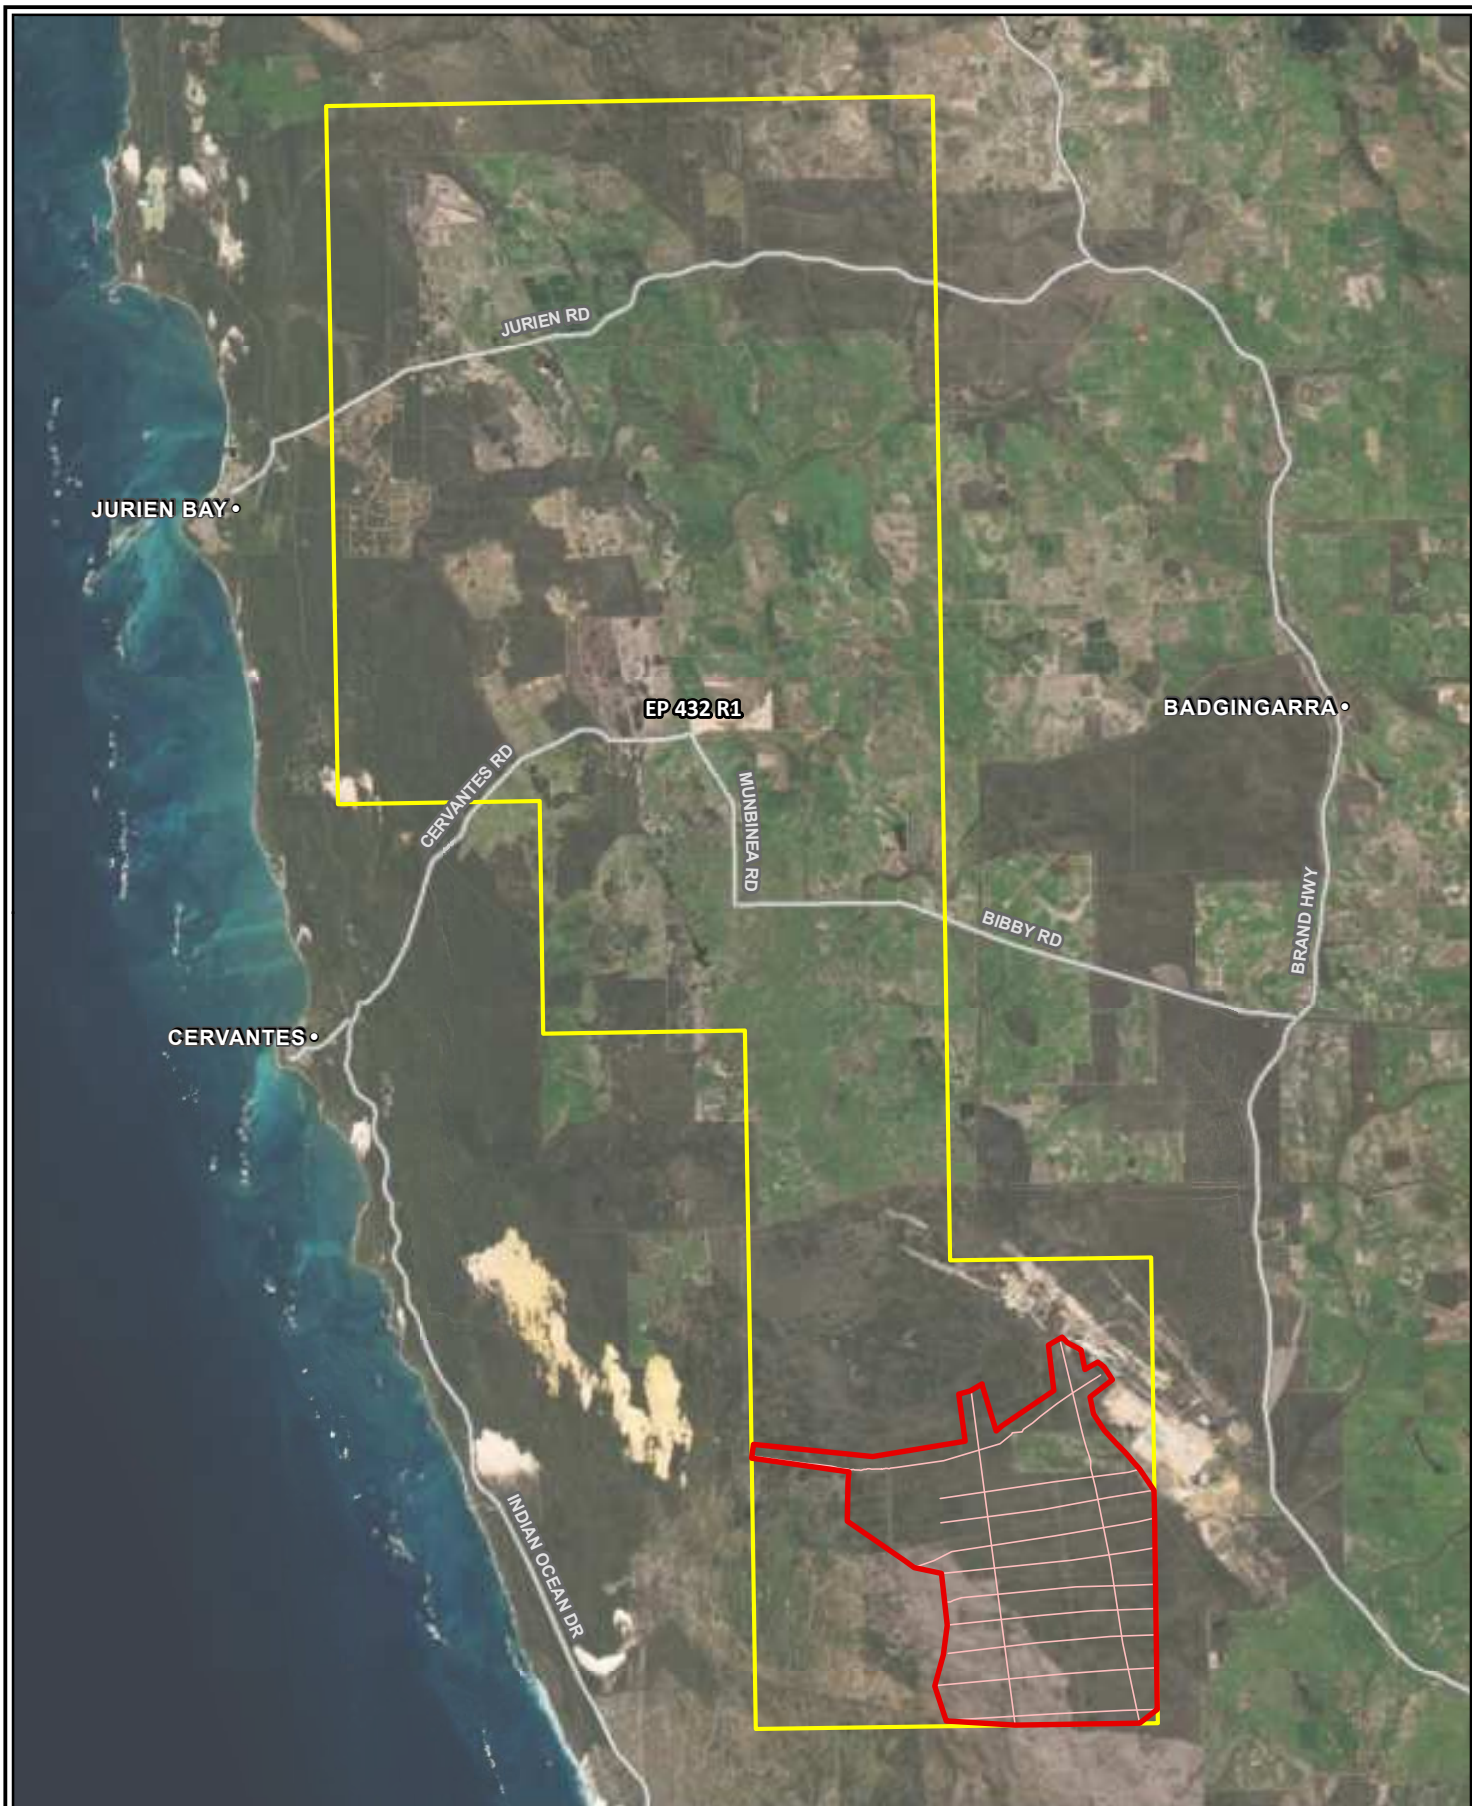 JURIEN RD
JURIEN BAY
EP 432 R1
BADGINGARRA
CERVANTES RD
MUNBINEA RD
BIBBY RD
BRAND HWY
CERVANTES
INDIAN OCEAN DR